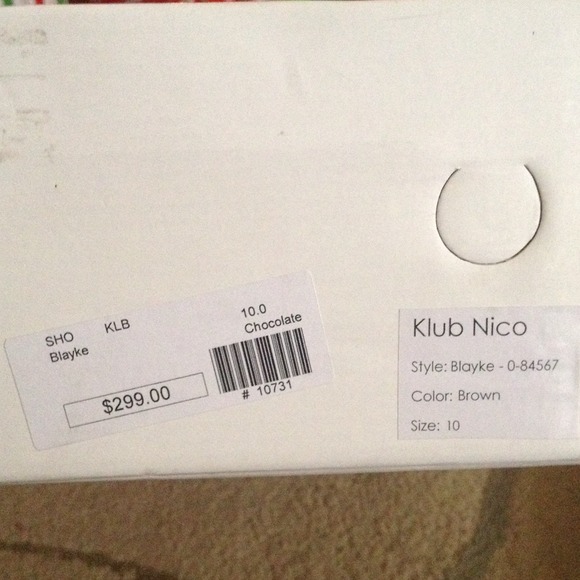 SHO KLB 10.0
Blayke Chocolate
$299.00
# 10731
Klub Nico
Style: Blayke - 0-84567
Color: Brown
Size: 10